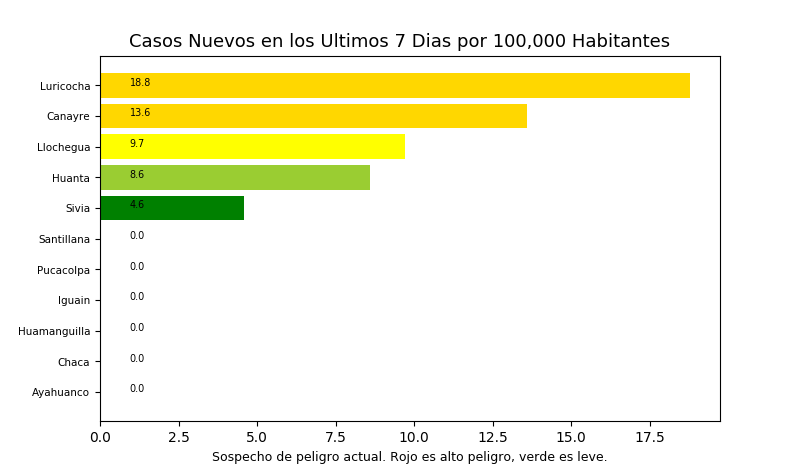 Casos Nuevos en los Ultimos 7 Dias por 100,000 Habitantes
Luricocha 18.8
Canayre 13.6
Llochegua 9.7
Huanta 8.6
Sivia 4.6
Santillana 0.0
Pucacolpa 0.0
Iguain 0.0
Huamanguilla 0.0
Chaca 0.0
Ayahuanco 0.0
0.0 2.5 5.0 7.5 10.0 12.5 15.0 17.5
Sospecho de peligro actual. Rojo es alto peligro, verde es leve.